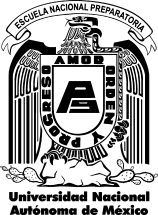 ESCUELA NACIONAL PREPARATORIA
AMOR ORDEN Y PROGRESO
Universidad Nacional
Autónoma de México